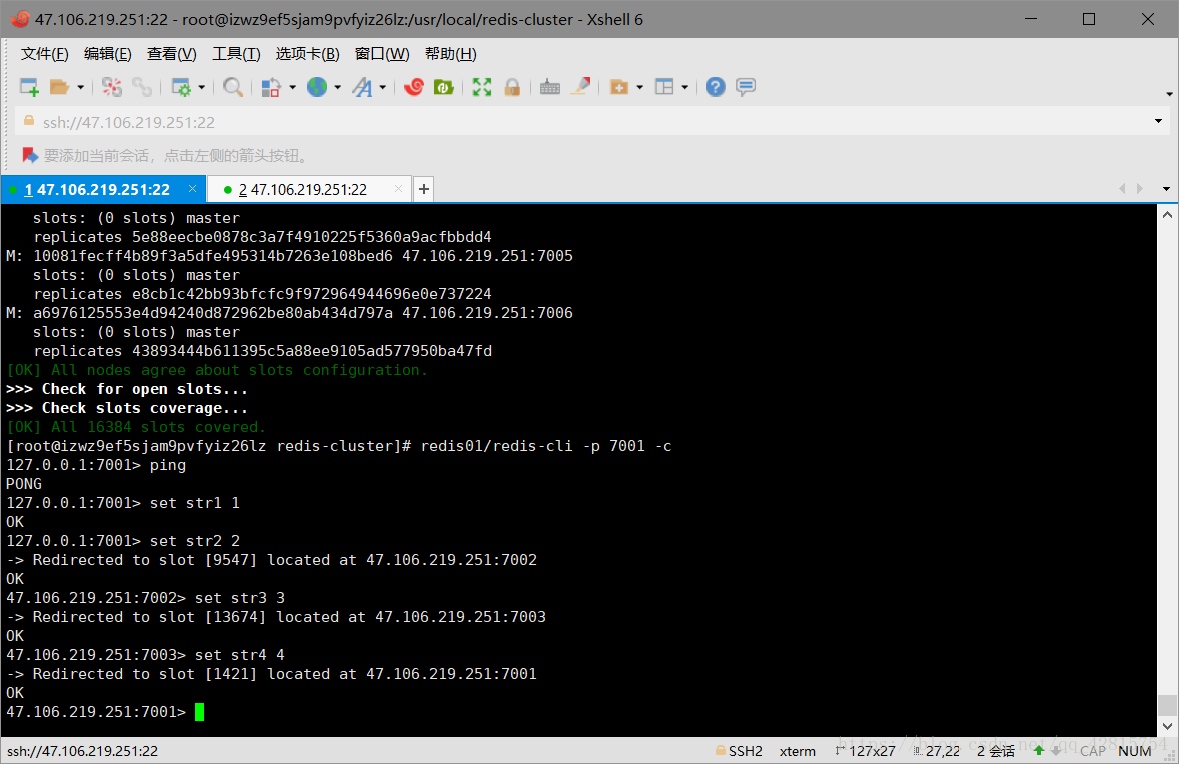 47.106.219.251:22 - root@izwz9ef5sjam9pvfyiz26lz:/usr/local/redis-cluster - Xshell 6
文件(F) 编辑(E) 查看(V) 工具(T) 选项卡(B) 窗口(W) 帮助(H)
ssh://47.106.219.251:22
要添加当前会话，点击左侧的箭头按钮。
1 47.106.219.251:22 × 2 47.106.219.251:22 × +
slots: (0 slots) master
replicates 5e88eecbe0878c3a7f4910225f5360a9acfbbdd4
M: 10081fecff4b89f3a5dfe495314b7263e108bed6 47.106.219.251:7005
slots: (0 slots) master
replicates e8cb1c42bb93bfcfc9f972964944696e0e737224
M: a6976125553e4d94240d872962be80ab434d797a 47.106.219.251:7006
slots: (0 slots) master
replicates 43893444b611395c5a88ee9105ad577950ba47fd
[OK] All nodes agree about slots configuration.
>>> Check for open slots...
>>> Check slots coverage...
[OK] All 16384 slots covered.
[root@izwz9ef5sjam9pvfyiz26lz redis-cluster]# redis01/redis-cli -p 7001 -c
127.0.0.1:7001> ping
PONG
127.0.0.1:7001> set str1 1
OK
127.0.0.1:7001> set str2 2
-> Redirected to slot [9547] located at 47.106.219.251:7002
OK
47.106.219.251:7002> set str3 3
-> Redirected to slot [13674] located at 47.106.219.251:7003
OK
47.106.219.251:7003> set str4 4
-> Redirected to slot [1421] located at 47.106.219.251:7001
OK
47.106.219.251:7001>
ssh://47.106.219.251:22 SSH2 xterm 127x27 27,22 2 会话 CAP NUM